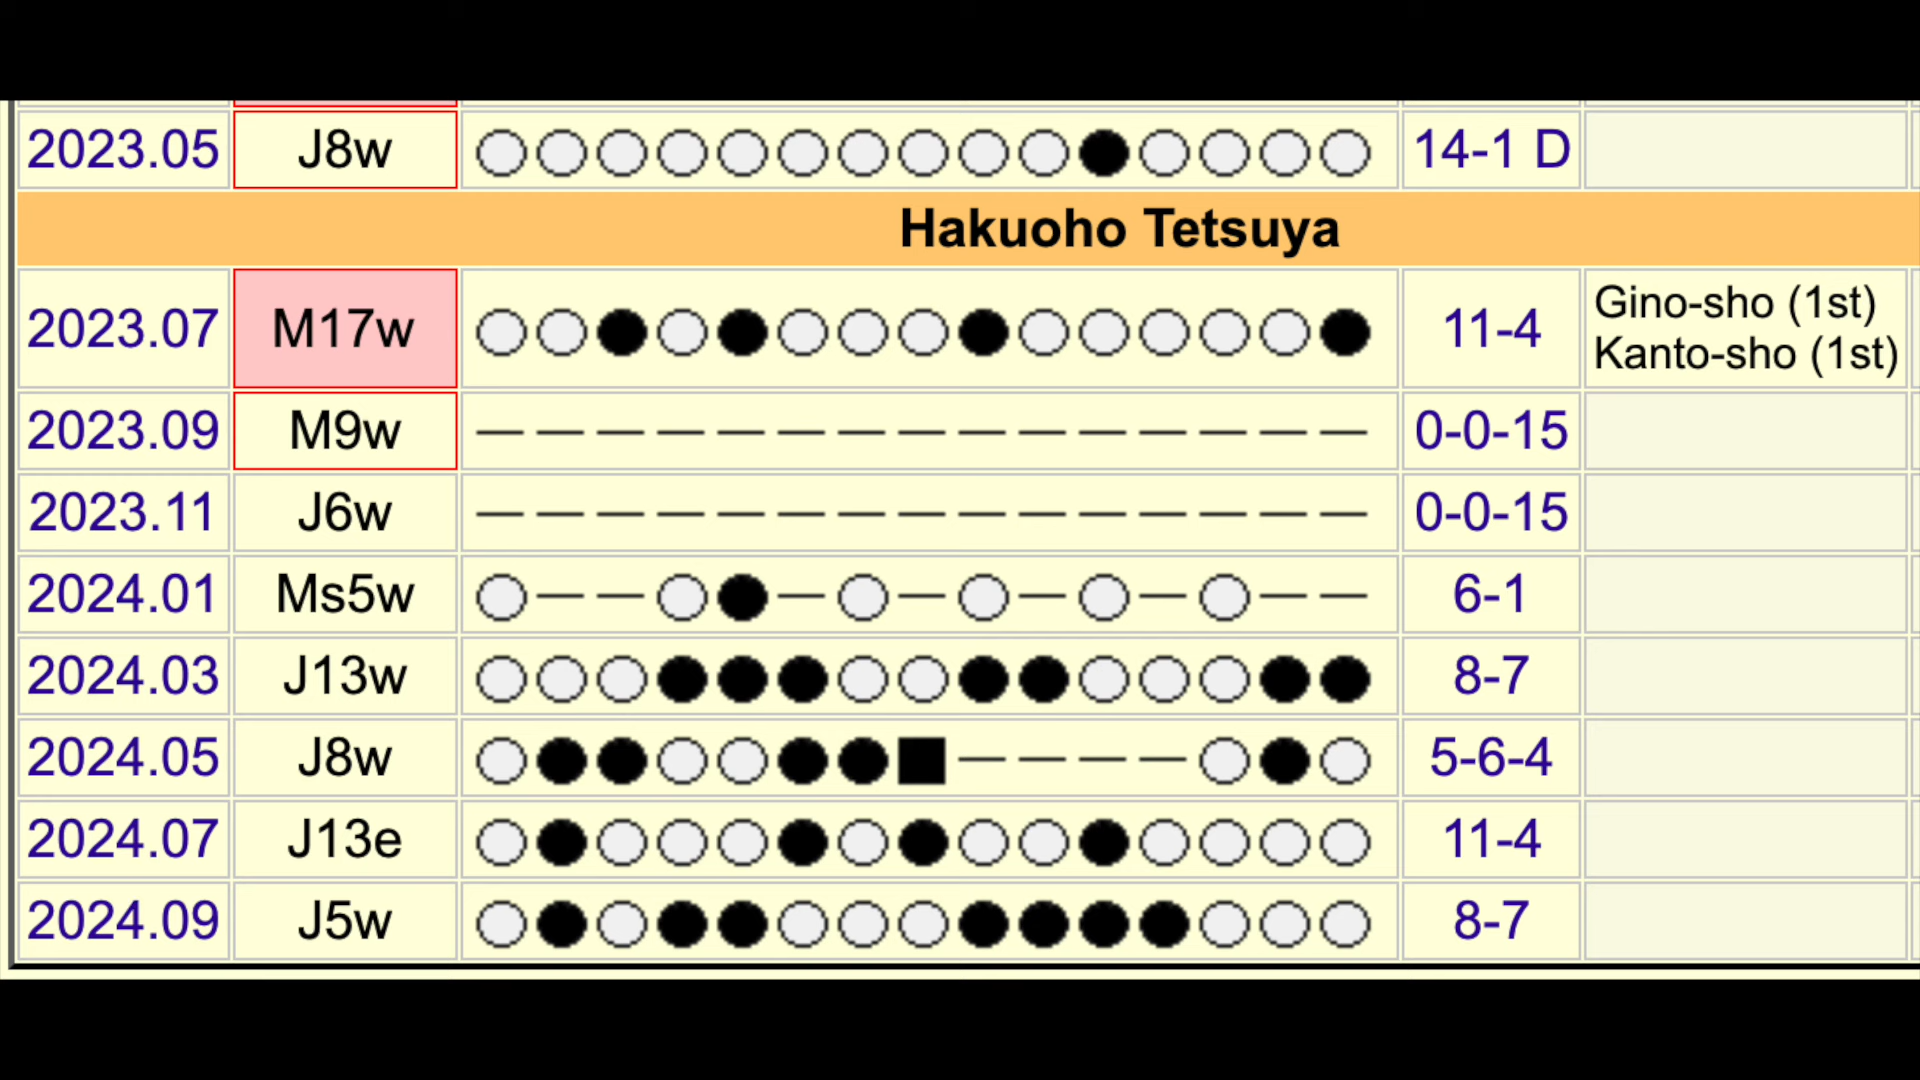 2023.05 J8w 14-1 D
Hakuoho Tetsuya
2023.07 M17w 11-4 Gino-sho (1st)
Kanto-sho (1st)
2023.09 M9w 0-0-15
2023.11 J6w 0-0-15
2024.01 Ms5w 6-1
2024.03 J13w 8-7
2024.05 J8w 5-6-4
2024.07 J13e 11-4
2024.09 J5w 8-7